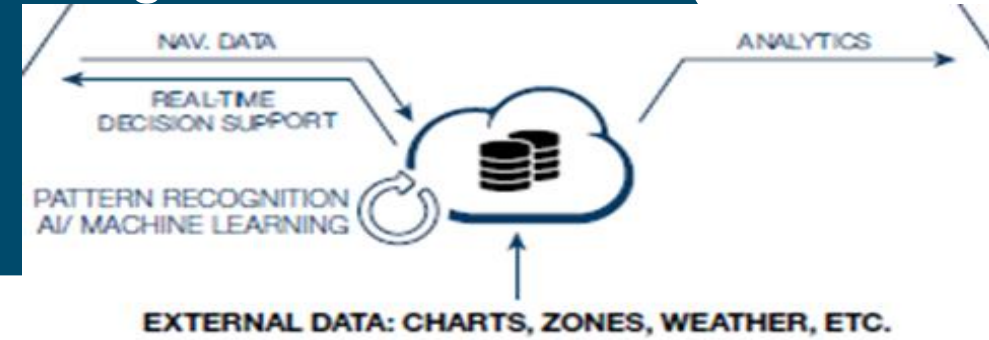 NAV. DATA
ANALYTICS
REAL-TIME
DECISION SUPPORT
PATTERN RECOGNITION
AI/ MACHINE LEARNING
EXTERNAL DATA: CHARTS, ZONES, WEATHER, ETC.